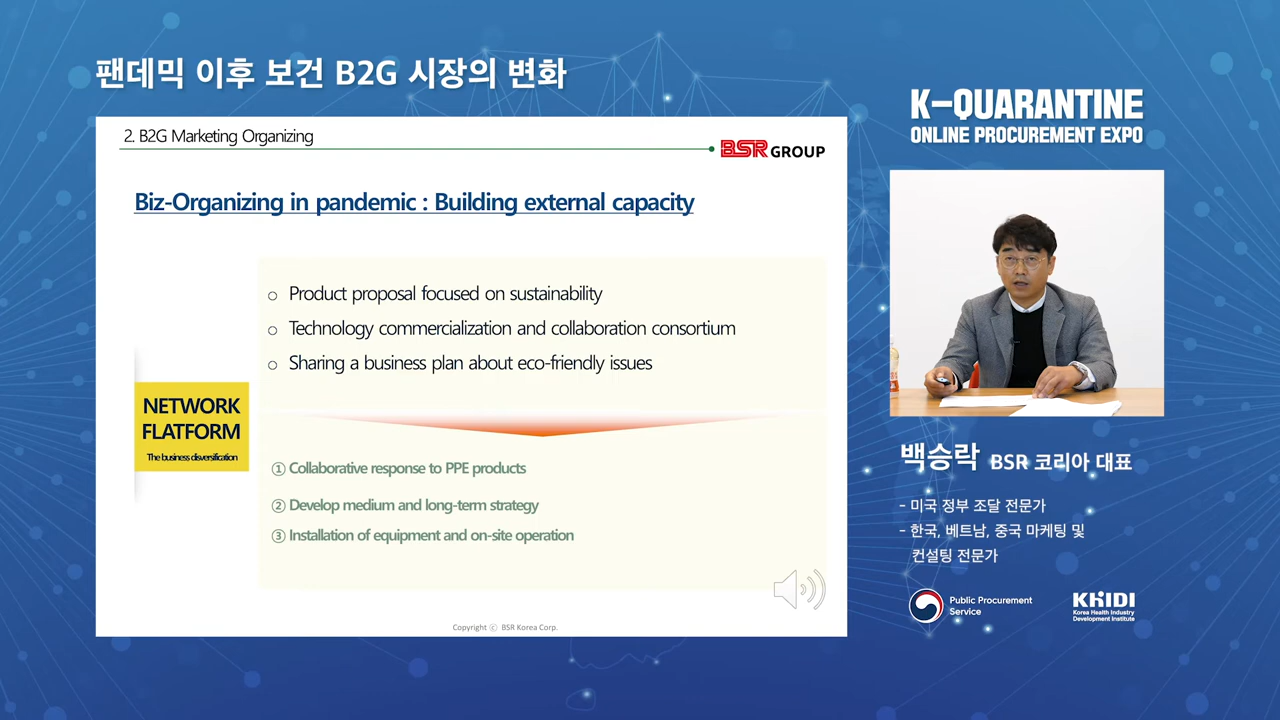 팬데믹 이후 보건 B2G 시장의 변화
2. B2G Marketing Organizing
BSR GROUP
Biz-Organizing in pandemic : Building external capacity
○ Product proposal focused on sustainability
○ Technology commercialization and collaboration consortium
○ Sharing a business plan about eco-friendly issues
NETWORK
FLATFORM
The business disversification
① Collaborative response to PPE products
② Develop medium and long-term strategy
③ Installation of equipment and on-site operation
Copyright ⓒ BSR Korea Corp.
K-QUARANTINE
ONLINE PROCUREMENT EXPO
백승락 BSR 코리아 대표
- 미국 정부 조달 전문가
- 한국, 베트남, 중국 마케팅 및
컨설팅 전문가
Public Procurement
Service
KHIDI
Korea Health Industry
Development Institute